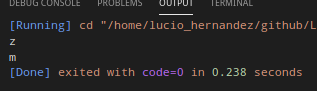 DEBUG CONSOLE PROBLEMS OUTPUT TERMINAL
[Running] cd "/home/lucio_hernandez/github/L
z
m
[Done] exited with code=0 in 0.238 seconds